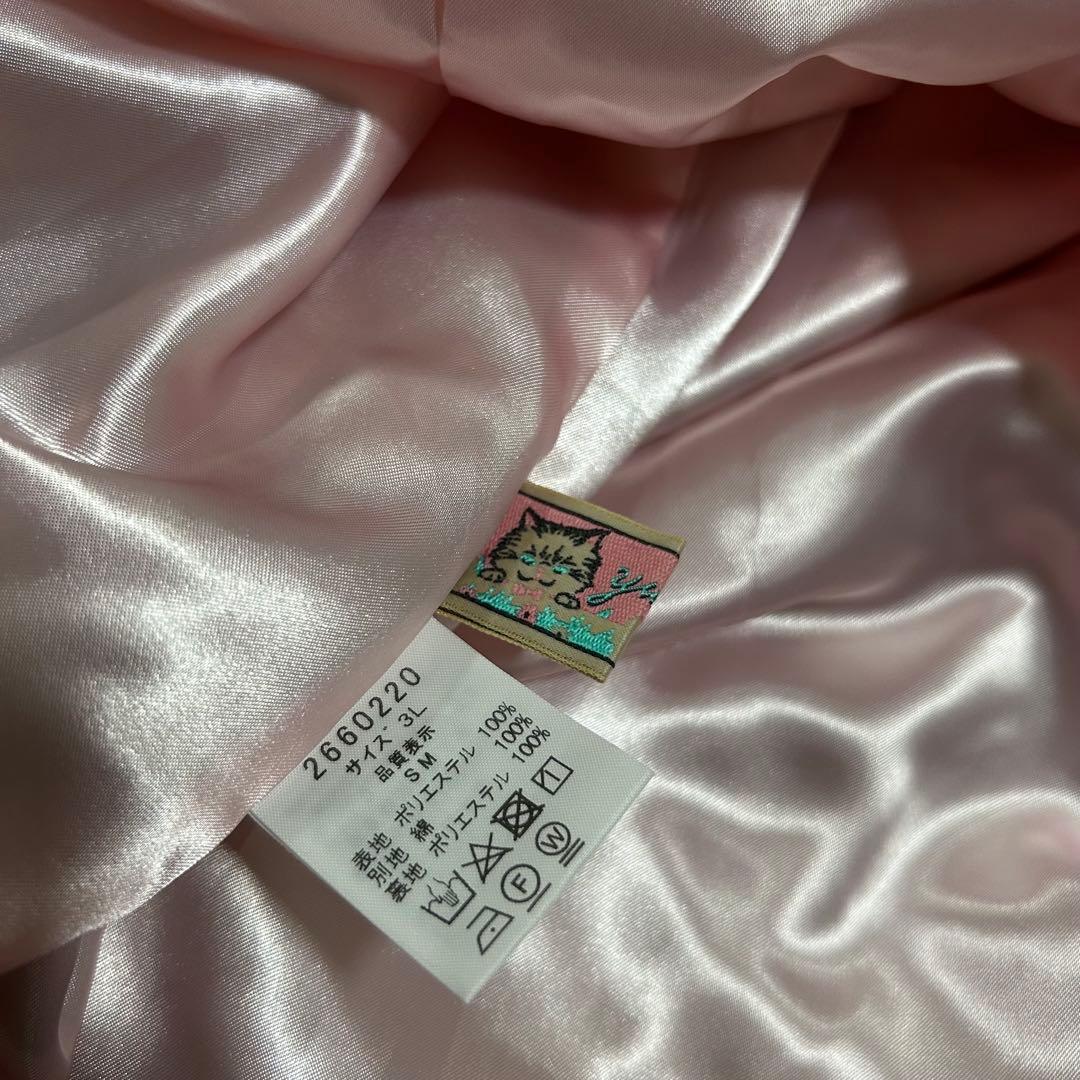 2660220
サイズ 3L
品質表示
SM
表地 ポリエステル 100%
別地 綿 100%
裏地 ポリエステル 100%
F
W